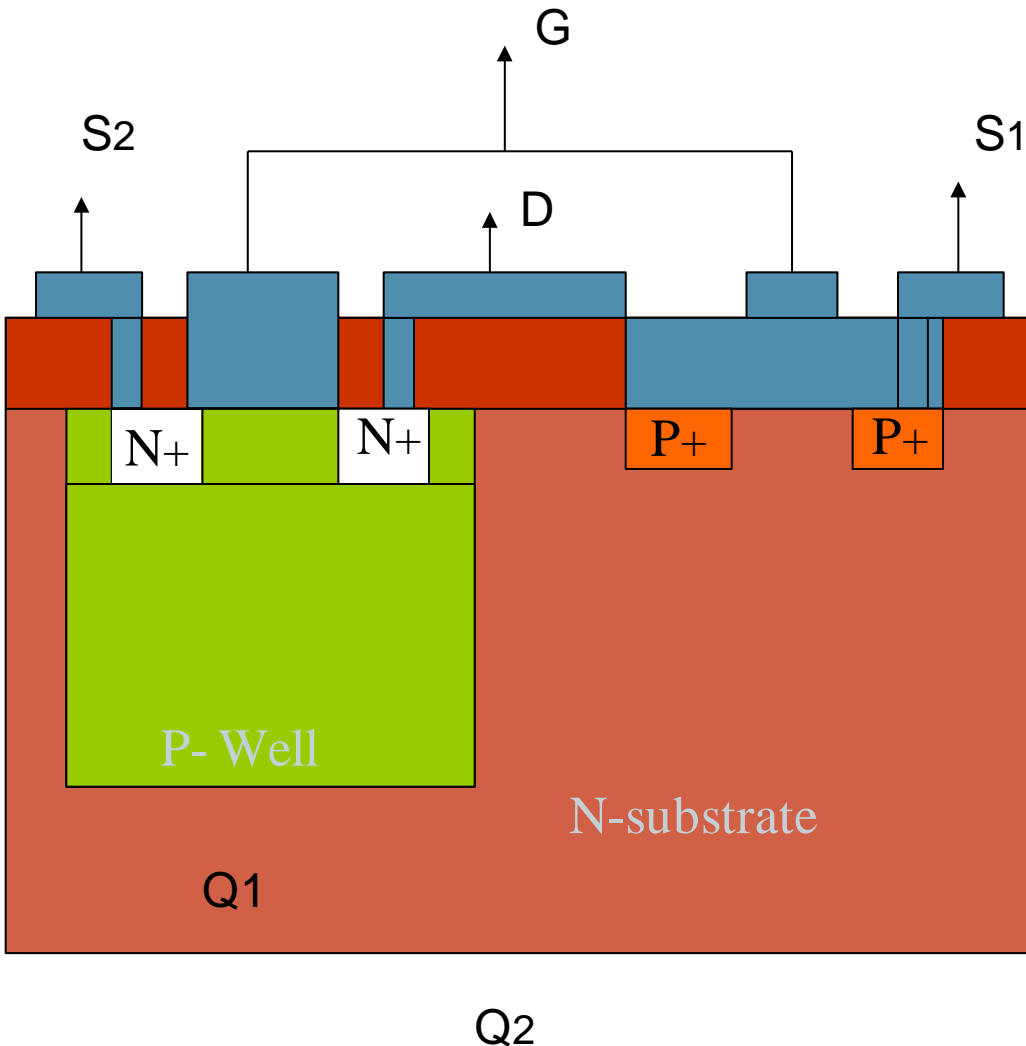 G
S2
S1
D
N+
N+
P+
P+
P- Well
N-substrate
Q1
Q2